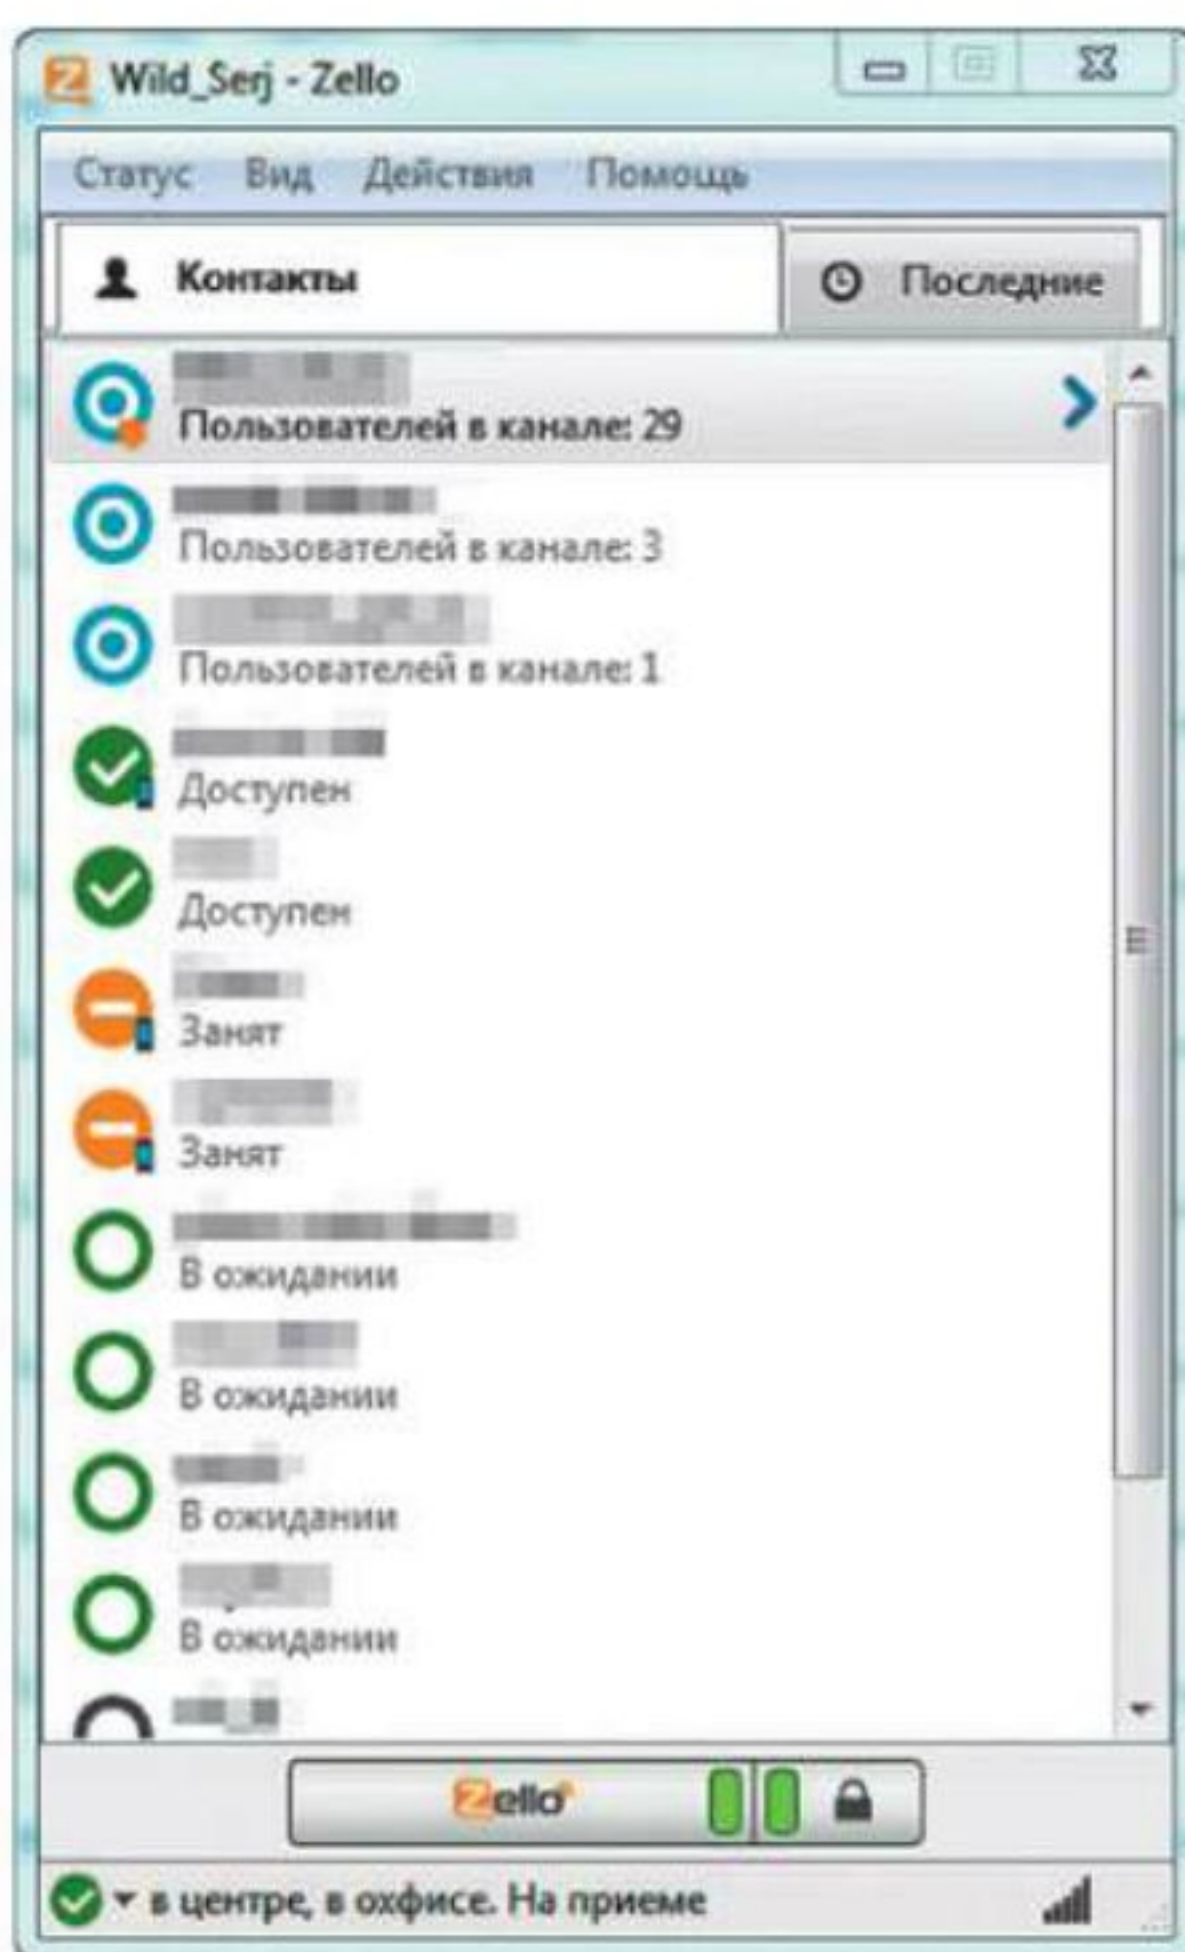 Wild_Serj - Zello
Статус Вид Действия Помощь
Контакты Последние
Пользователей в канале: 29
Пользователей в канале: 3
Пользователей в канале: 1
Доступен
Доступен
Занят
Занят
В ожидании
В ожидании
В ожидании
В ожидании
Zello
в центре, в охфисе. На приеме